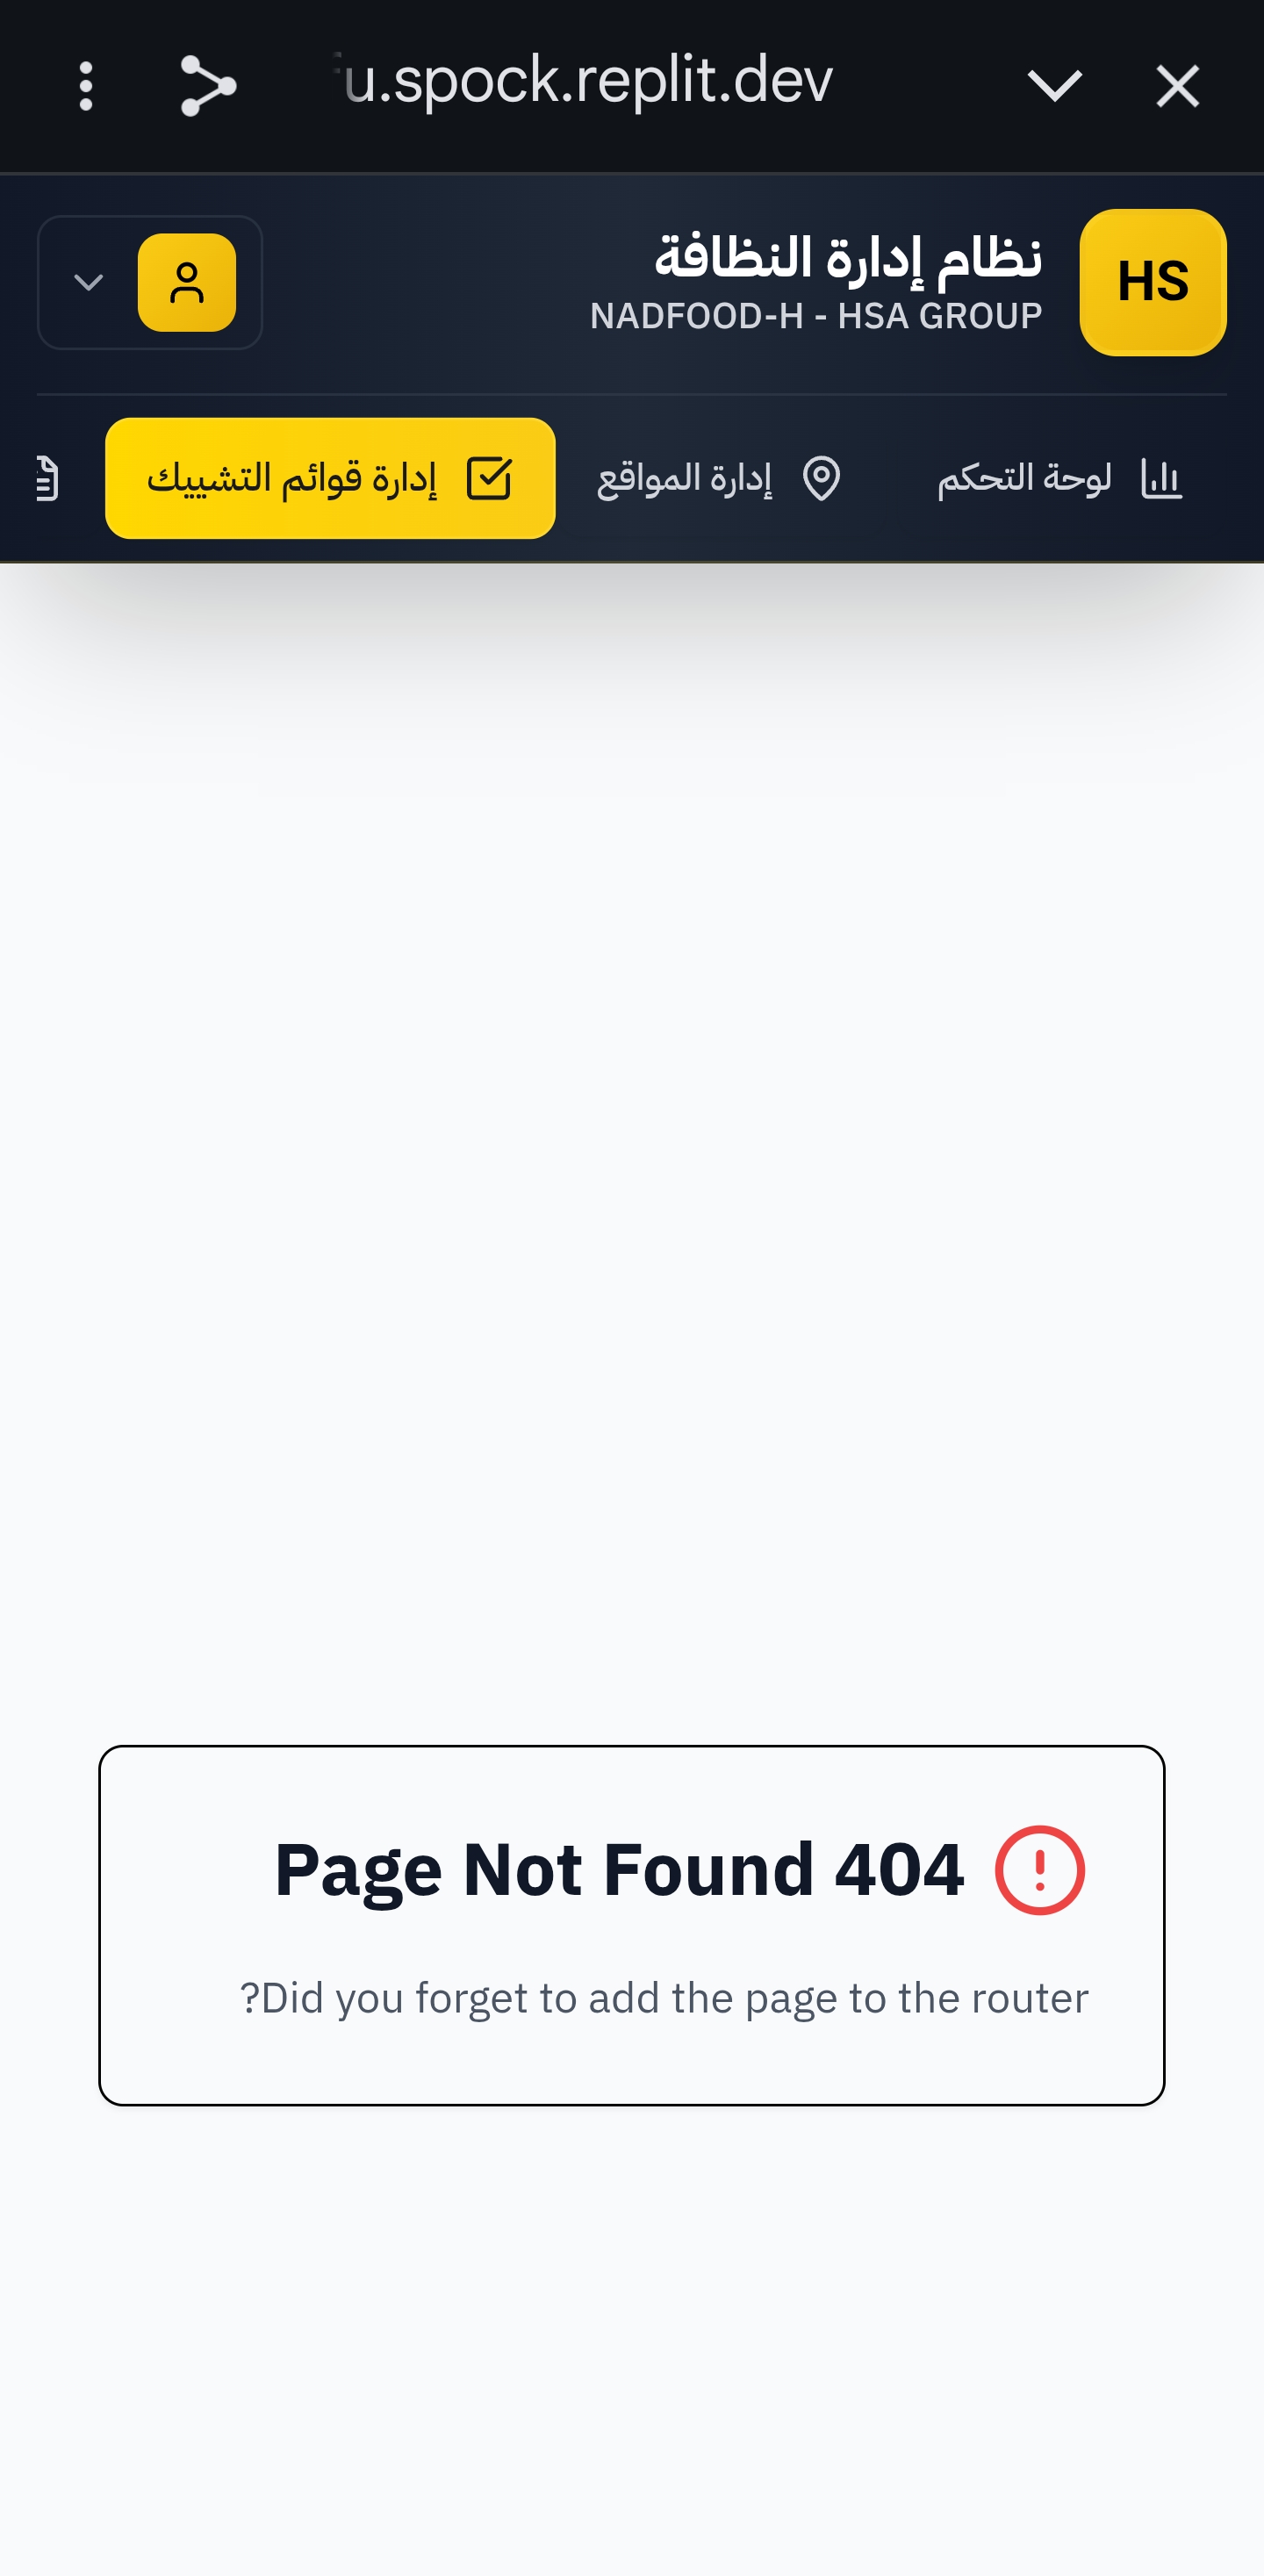 u.spock.replit.dev
HS
نظام إدارة النظافة
NADFOOD-H - HSA GROUP
لوحة التحكم
إدارة المواقع
إدارة قوائم التشييك
Page Not Found 404
?Did you forget to add the page to the router